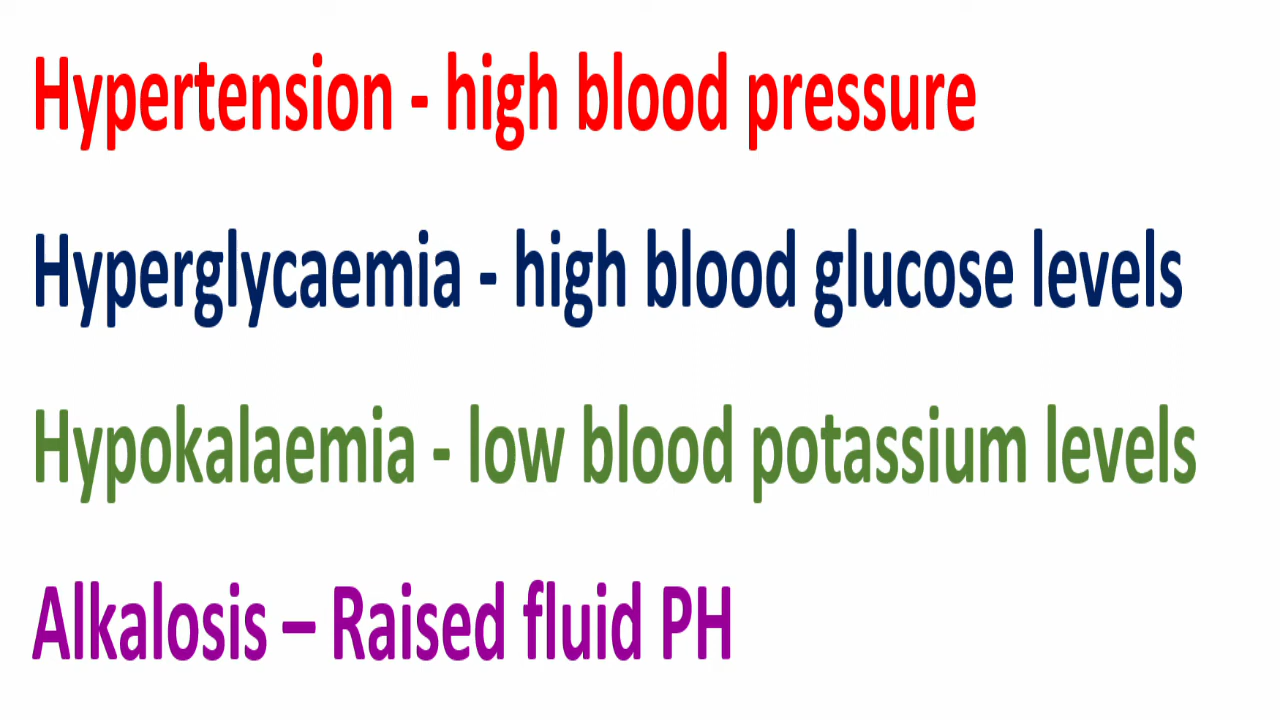 Hypertension - high blood pressure
Hyperglycaemia - high blood glucose levels
Hypokalaemia - low blood potassium levels
Alkalosis – Raised fluid PH